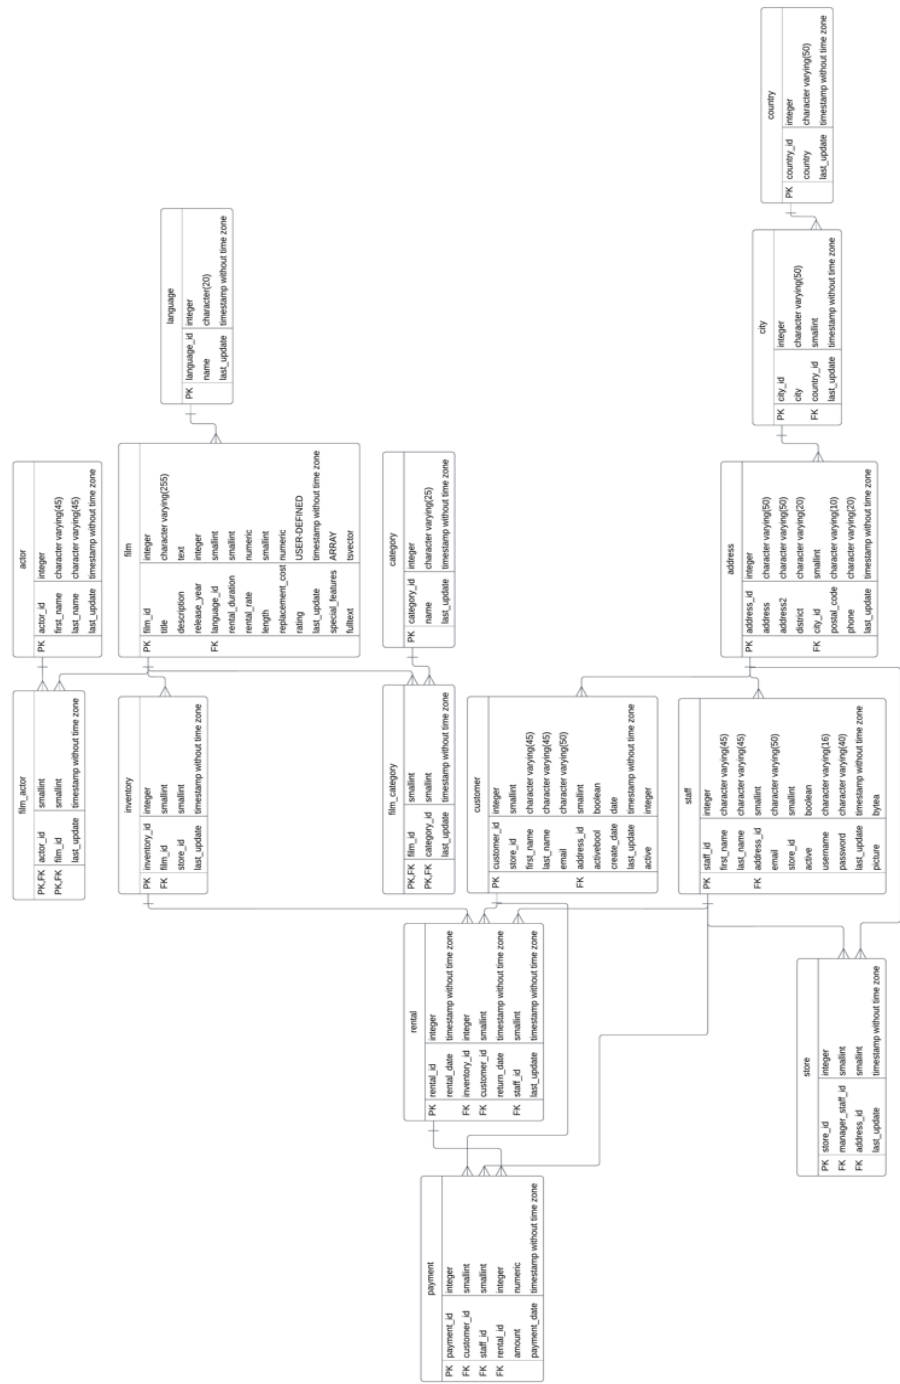 country
PK country_id integer
country character varying(50)
last_update timestamp without time zone
language
PK language_id integer
name character(20)
last_update timestamp without time zone
city
PK city_id integer
city character varying(50)
FK country_id smallint
last_update timestamp without time zone
actor
PK actor_id integer
first_name character varying(45)
last_name character varying(45)
last_update timestamp without time zone
film
PK film_id integer
title character varying(255)
description text
release_year integer
FK language_id smallint
rental_duration smallint
rental_rate numeric
length smallint
replacement_cost numeric
rating USER-DEFINED
last_update timestamp without time zone
special_features ARRAY
fulltext tsvector
category
PK category_id integer
name character varying(25)
last_update timestamp without time zone
address
PK address_id integer
address character varying(50)
address2 character varying(50)
district character varying(20)
FK city_id smallint
postal_code character varying(10)
phone character varying(20)
last_update timestamp without time zone
film_actor
PK,FK actor_id smallint
PK,FK film_id smallint
last_update timestamp without time zone
inventory
PK inventory_id integer
FK film_id smallint
store_id smallint
last_update timestamp without time zone
film_category
PK,FK film_id smallint
PK,FK category_id smallint
last_update timestamp without time zone
customer
PK customer_id integer
store_id smallint
first_name character varying(45)
last_name character varying(45)
email character varying(50)
FK address_id smallint
activebool boolean
create_date date
last_update timestamp without time zone
active integer
staff
PK staff_id integer
first_name character varying(45)
last_name character varying(45)
FK address_id smallint
email character varying(50)
store_id smallint
active boolean
username character varying(16)
password character varying(40)
last_update timestamp without time zone
picture bytea
rental
PK rental_id integer
rental_date timestamp without time zone
FK inventory_id integer
FK customer_id smallint
return_date timestamp without time zone
FK staff_id smallint
last_update timestamp without time zone
store
PK store_id integer
FK manager_staff_id smallint
FK address_id smallint
last_update timestamp without time zone
payment
PK payment_id integer
FK customer_id smallint
FK staff_id smallint
FK rental_id integer
amount numeric
payment_date timestamp without time zone